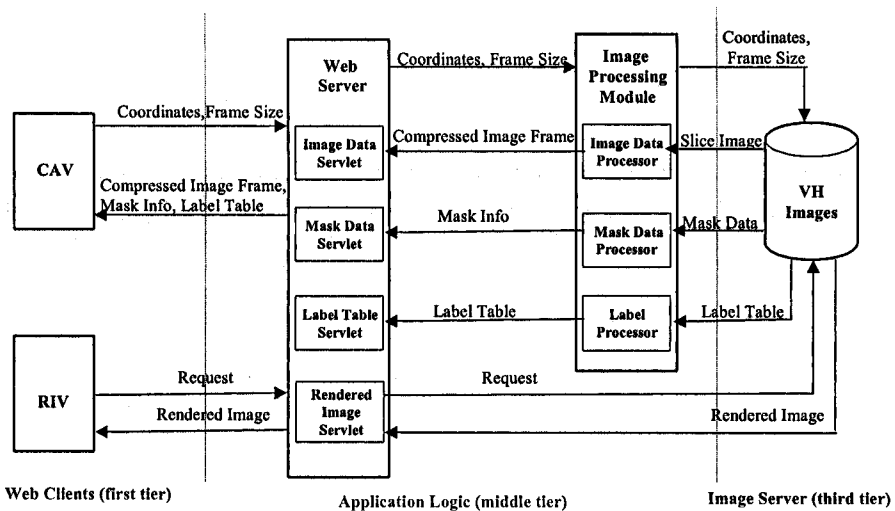 Coordinates,
Frame Size
Web
Server
Coordinates, Frame Size
Image
Processing
Module
Coordinates,Frame Size
CAV
Compressed Image Frame,
Mask Info, Label Table
Image Data
Servlet
Compressed Image Frame
Image Data
Processor
Slice Image
VH
Images
Mask Data
Servlet
Mask Info
Mask Data
Processor
Mask Data
Label Table
Servlet
Label Table
Label
Processor
Label Table
RIV
Request
Rendered Image
Rendered
Image
Servlet
Request
Rendered Image
Web Clients (first tier)
Application Logic (middle tier)
Image Server (third tier)